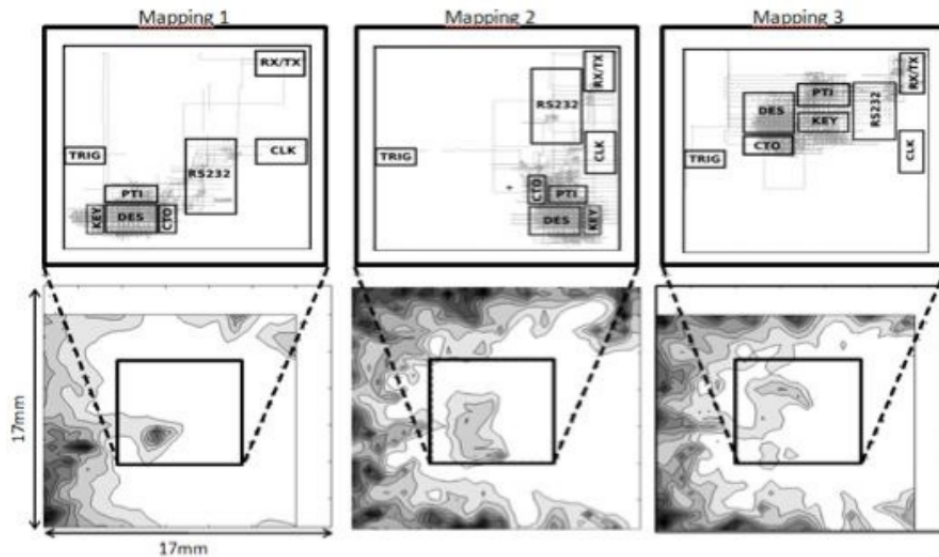 Mapping 1
Mapping 2
Mapping 3
RX/TX
TRIG
RS232
CLK
PTI
KEY
DES
CTO
RX/TX
RS232
TRIG
CLK
CTO
PTI
DES
KEY
RX/TX
DES
PTI
RS232
KEY
CTO
TRIG
CLK
17mm
17mm